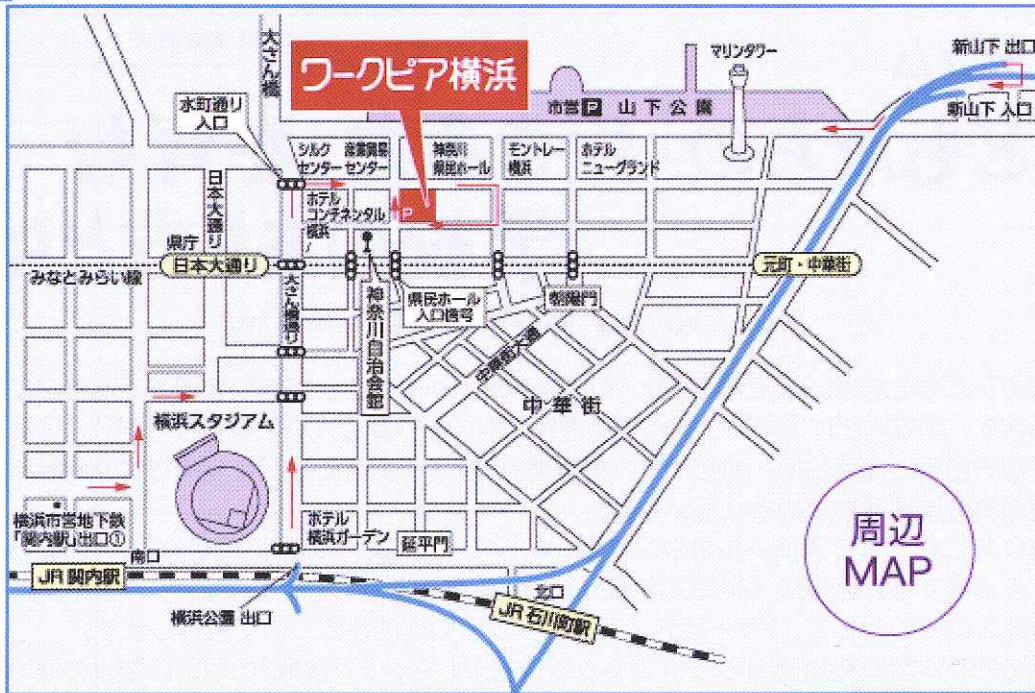 大さん橋
ワークピア横浜
マリンタワー
新山下 出口
新山下 入口
市営P 山下公園
水町通り
入口
シルク
センター
産業貿易
センター
神奈川
県民ホール
モントレー
横浜
ホテル
ニューグランド
日本大通り
ホテル
コンチネンタル
横浜
P
県庁
日本大通り
みなとみらい線
元町・中華街
大さん橋通り
神奈川自治会館
県民ホール
入口信号
朝陽門
中華街大通
中華街
横浜スタジアム
横浜市営地下鉄
「関内駅」出口①
南口
ホテル
横浜ガーデン
延平門
周辺
MAP
JR 関内駅
横浜公園 出口
北口
JR 石川町駅